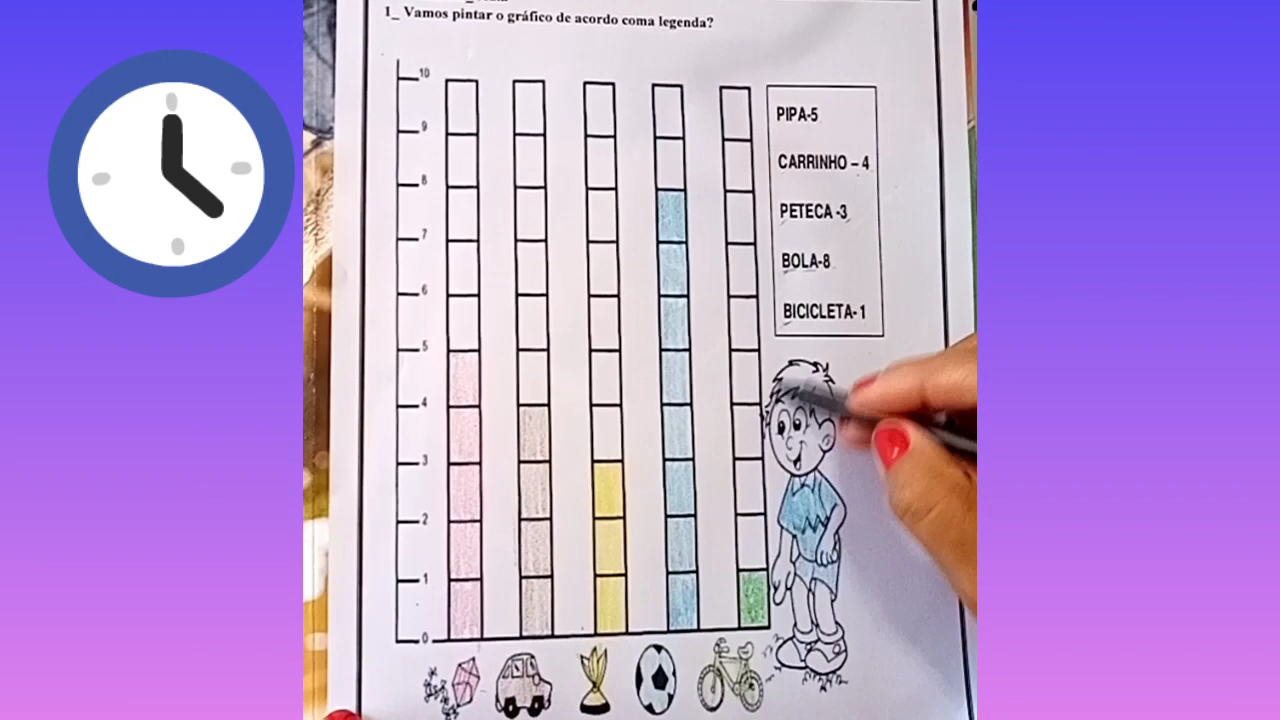 1_ Vamos pintar o gráfico de acordo coma legenda?
10
9
8
7
6
5
4
3
2
1
0
PIPA-5
CARRINHO – 4
PETECA -3
BOLA-8
BICICLETA- 1